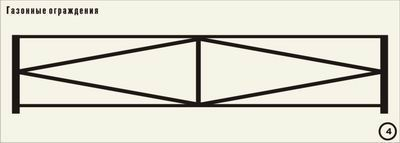 Газонные ограждения
4